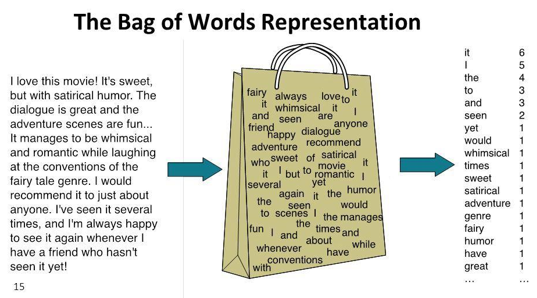 The Bag of Words Representation
I love this movie! It's sweet,
but with satirical humor. The
dialogue is great and the
adventure scenes are fun...
It manages to be whimsical
and romantic while laughing
at the conventions of the
fairy tale genre. I would
recommend it to just about
anyone. I've seen it several
times, and I'm always happy
to see it again whenever I
have a friend who hasn't
seen it yet!
15
fairy always love to it
it whimsical it I
and seen are anyone
friend happy dialogue
adventure recommend
who sweet of satirical
it I but to movie romantic I it
several yet
again it the humor
the seen would
to scenes I the manages
fun I and the times and
about while
whenever have
conventions
with
it 6
I 5
the 4
to 3
and 3
seen 2
yet 1
would 1
whimsical 1
times 1
sweet 1
satirical 1
adventure 1
genre 1
fairy 1
humor 1
have 1
great 1
… …